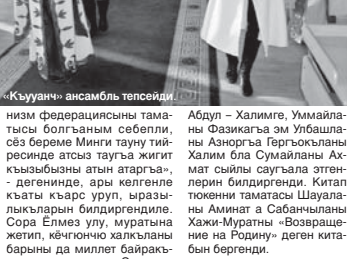 «Къууанч» ансамбль тепсейди.
низм федерациясыны тама-
тысы болгъаным себепли,
сёз береме Минги тауну тий-
ресинде атсыз таугъа жигит
къызыбызны атын атаргъа»,
- дегенинде, ары келгенле
къаты къарс уруп, ыразы-
лыкъларын билдиргендиле.
Сора Ёлмез улу, муратына
жетип, кёчгюнчю халкъланы
барыны да миллет байракъ-
Абдул – Халимге, Уммайла-
ны Фазикагъа эм Улбашла-
ны Азноргъа Гергъокъланы
Халим бла Сумайланы Ах-
мат сыйлы саугъала этген-
лерин билдиргенди. Китап
тюкенни таматасы Шауала-
ны Аминат а Сабанчыланы
Хажи-Муратны «Возвраще-
ние на Родину» деген кита-
бын бергенди.